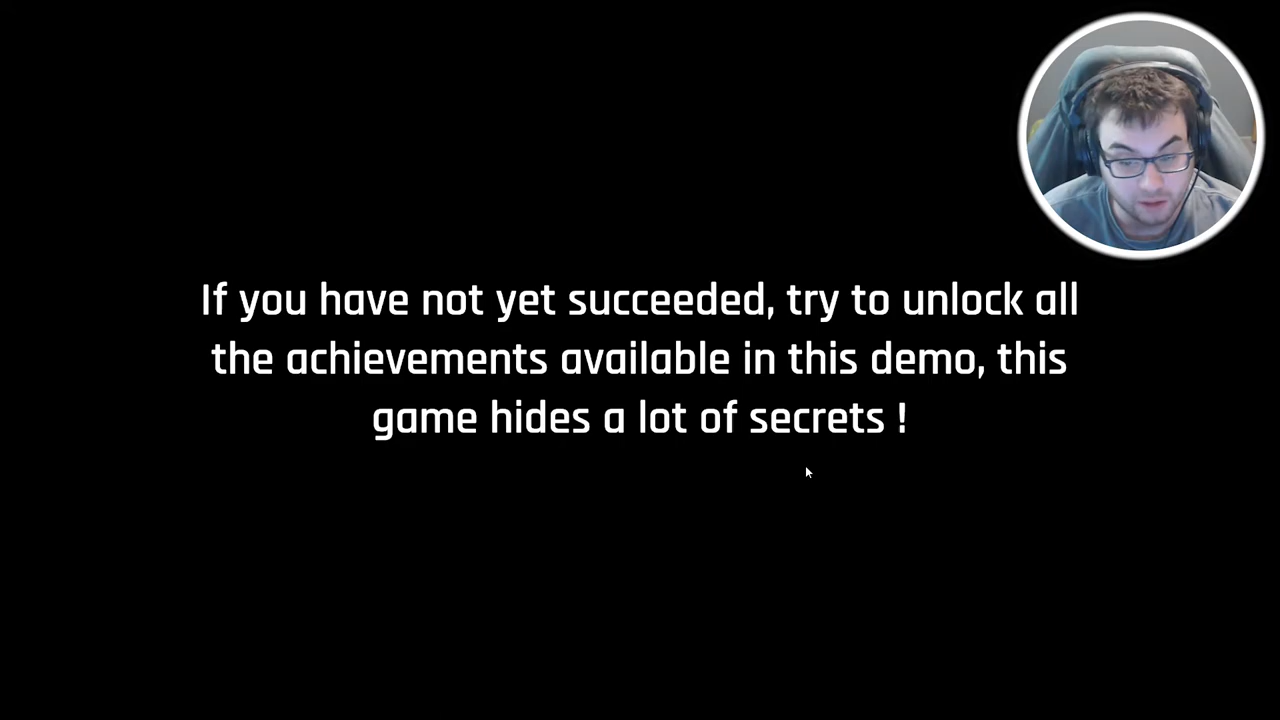 If you have not yet succeeded, try to unlock all
the achievements available in this demo, this
game hides a lot of secrets !